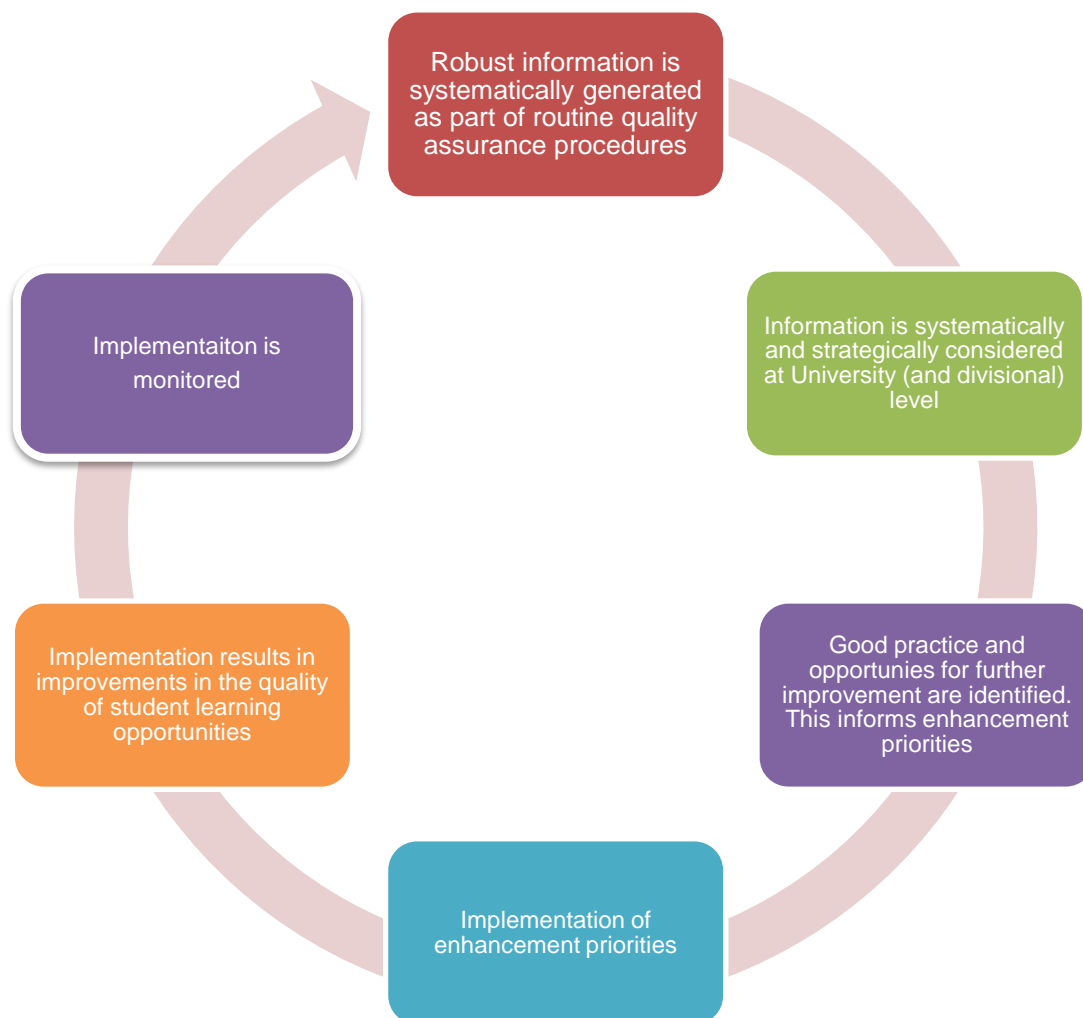 Robust information is
systematically generated
as part of routine quality
assurance procedures
Information is systematically
and strategically considered
at University (and divisional)
level
Good practice and
opportunies for further
improvement are identified.
This informs enhancement
priorities
Implementation of
enhancement priorities
Implementation results in
improvements in the quality
of student learning
opportunities
Implementaiton is
monitored